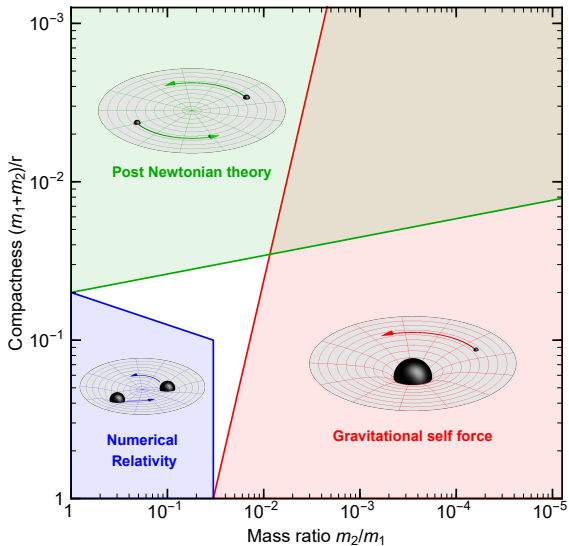 10⁻³
Post Newtonian theory
10⁻²
Compactness (m₁+m₂)/r
10⁻¹
Numerical
Relativity
Gravitational self force
1
1 10⁻¹ 10⁻² 10⁻³ 10⁻⁴ 10⁻⁵
Mass ratio m₂/m₁